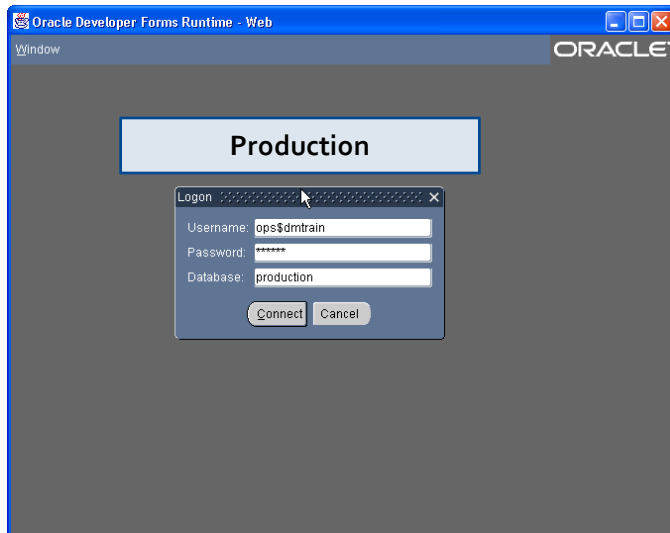 Oracle Developer Forms Runtime - Web
Window
ORACLE
Production
Logon
Username: ops$dmtrain
Password: ******
Database: production
Connect Cancel